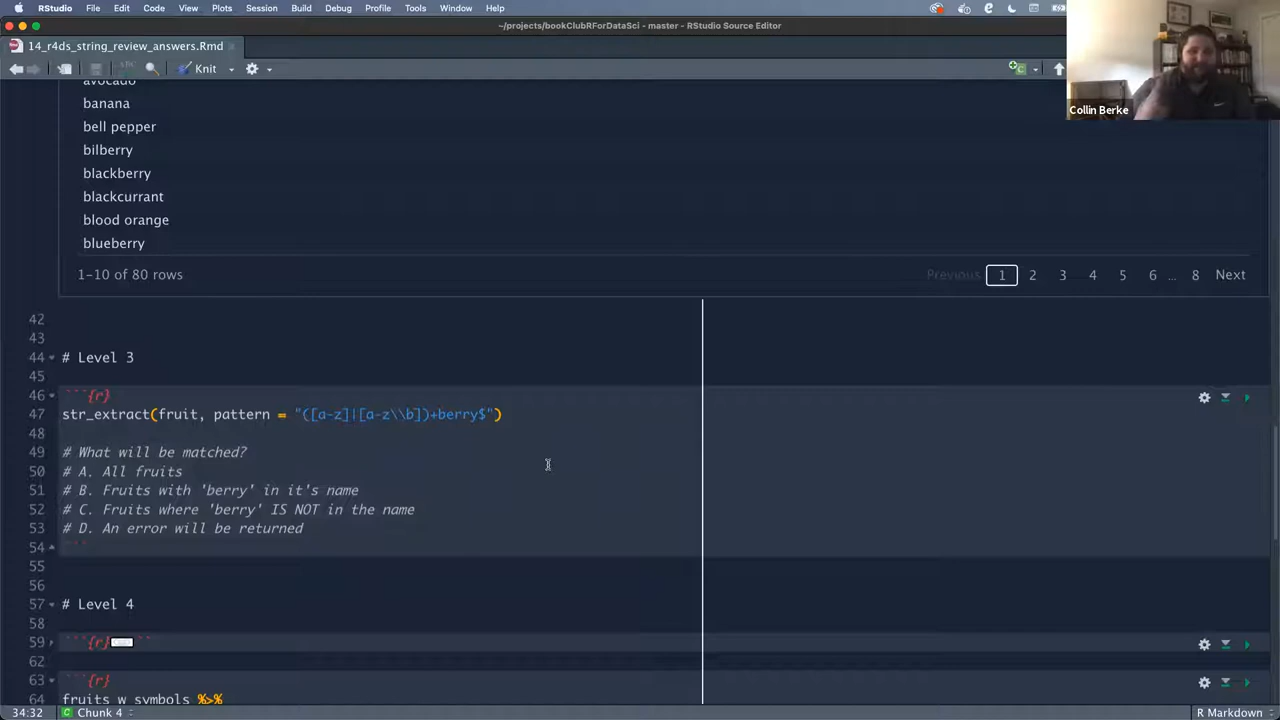 RStudio File Edit Code View Plots Session Build Debug Profile Tools Window Help
~/projects/bookClubRForDataSci - master - RStudio Source Editor
14_r4ds_string_review_answers.Rmd
Knit
Collin Berke
avocado
banana
bell pepper
bilberry
blackberry
blackcurrant
blood orange
blueberry
1-10 of 80 rows Previous 1 2 3 4 5 6 ... 8 Next
42
43
44 # Level 3
45
46 ```{r}
47 str_extract(fruit, pattern = "([a-z]|[a-z\\b])+berry$")
48
49 # What will be matched?
50 # A. All fruits
51 # B. Fruits with 'berry' in it's name
52 # C. Fruits where 'berry' IS NOT in the name
53 # D. An error will be returned
54 ```
55
56
57 # Level 4
58
59 ```{r} ```
62
63 ```{r}
64 fruits_w_symbols %>%
34:32 Chunk 4 R Markdown